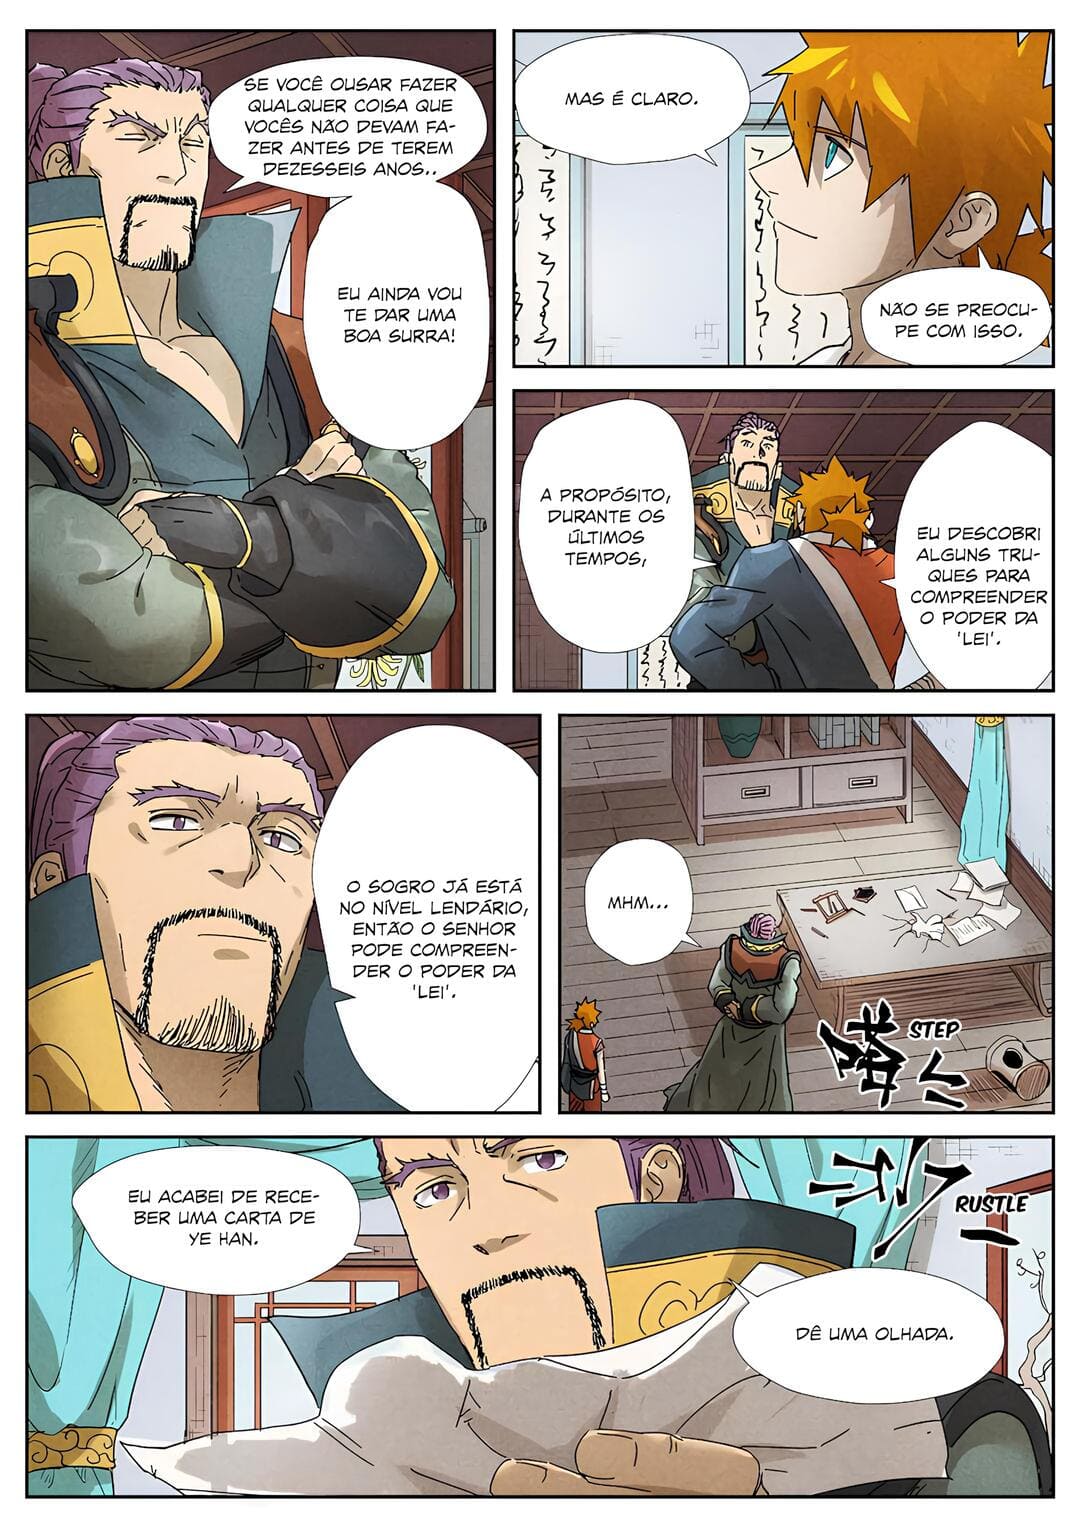 SE VOCÊ OUSAR FAZER
QUALQUER COISA QUE
VOCÊS NÃO DEVAM FA-
ZER ANTES DE TEREM
DEZESSEIS ANOS..
EU AINDA VOU
TE DAR UMA
BOA SURRA!
MAS É CLARO.
NÃO SE PREOCU-
PE COM ISSO.
A PROPÓSITO,
DURANTE OS
ÚLTIMOS
TEMPOS,
EU DESCOBRI
ALGUNS TRU-
QUES PARA
COMPREENDER
O PODER DA
'LEI'.
O SOGRO JÁ ESTÁ
NO NÍVEL LENDÁRIO,
ENTÃO O SENHOR
PODE COMPREEN-
DER O PODER DA
'LEI'.
MHM...
STEP
EU ACABEI DE RECE-
BER UMA CARTA DE
YE HAN.
RUSTLE
DÊ UMA OLHADA.